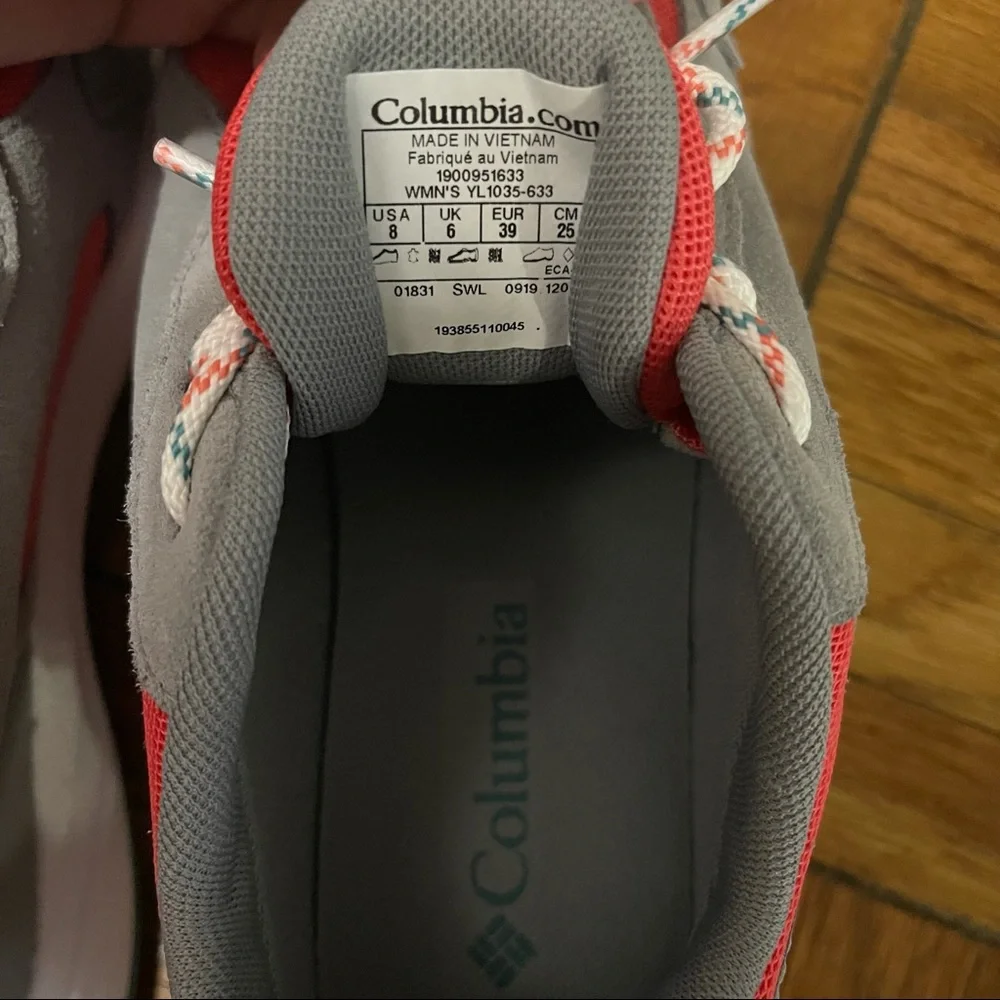 Columbia.com
MADE IN VIETNAM
Fabriqué au Vietnam
1900951633
WMN'S YL1035-633
USA UK EUR CM
8 6 39 25
ECA-
01831 SWL 0919 120
193855110045 .
Columbia